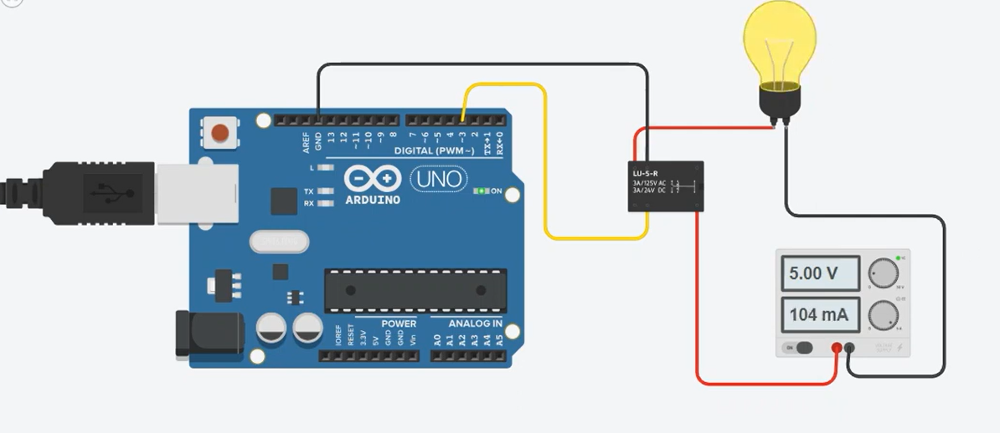 AREF
GND
13
12
~11
~10
~9
8
7
~6
~5
4
~3
2
TX→1
RX←0
DIGITAL (PWM~)
L
TX
RX
ARDUINO
UNO
ON
LU-5-R
3A/125V AC
3A/24V DC
5.00 V
104 mA
IOREF
RESET
3.3V
5V
GND
GND
Vin
POWER
ANALOG IN
A0
A1
A2
A3
A4
A5